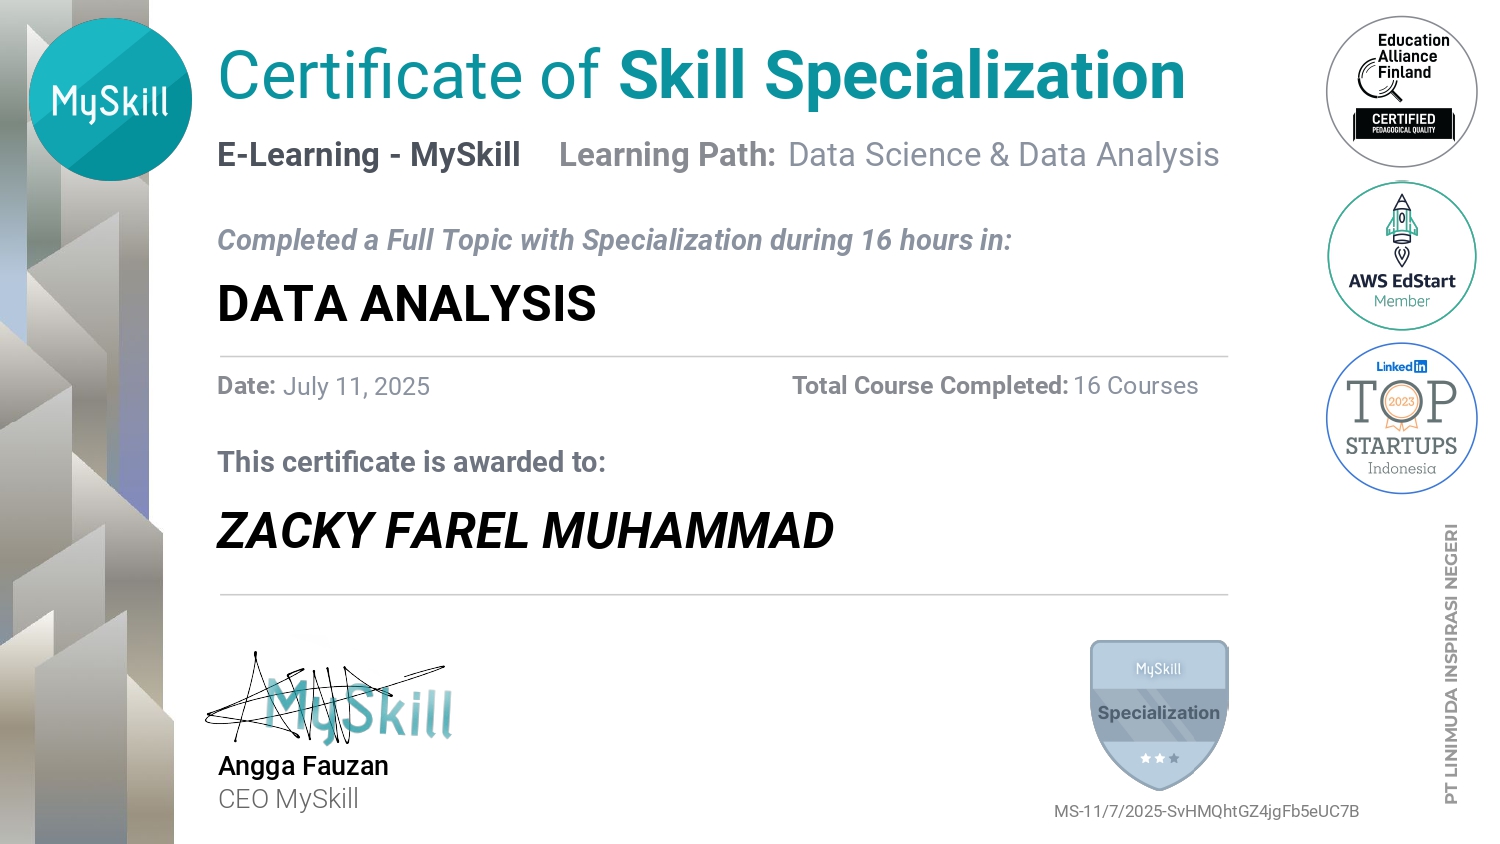 MySkill
Certificate of Skill Specialization
E-Learning - MySkill Learning Path: Data Science & Data Analysis
Completed a Full Topic with Specialization during 16 hours in:
DATA ANALYSIS
Date: July 11, 2025
Total Course Completed: 16 Courses
This certificate is awarded to:
ZACKY FAREL MUHAMMAD
MySkill
Angga Fauzan
CEO MySkill
MySkill
Specialization
MS-11/7/2025-SvHMQhtGZ4jgFb5eUC7B
Education
Alliance
Finland
CERTIFIED
PEDAGOGICAL QUALITY
AWS EdStart
Member
Linked in
TOP
2023
STARTUPS
Indonesia
PT LINIMUDA INSPIRASI NEGERI